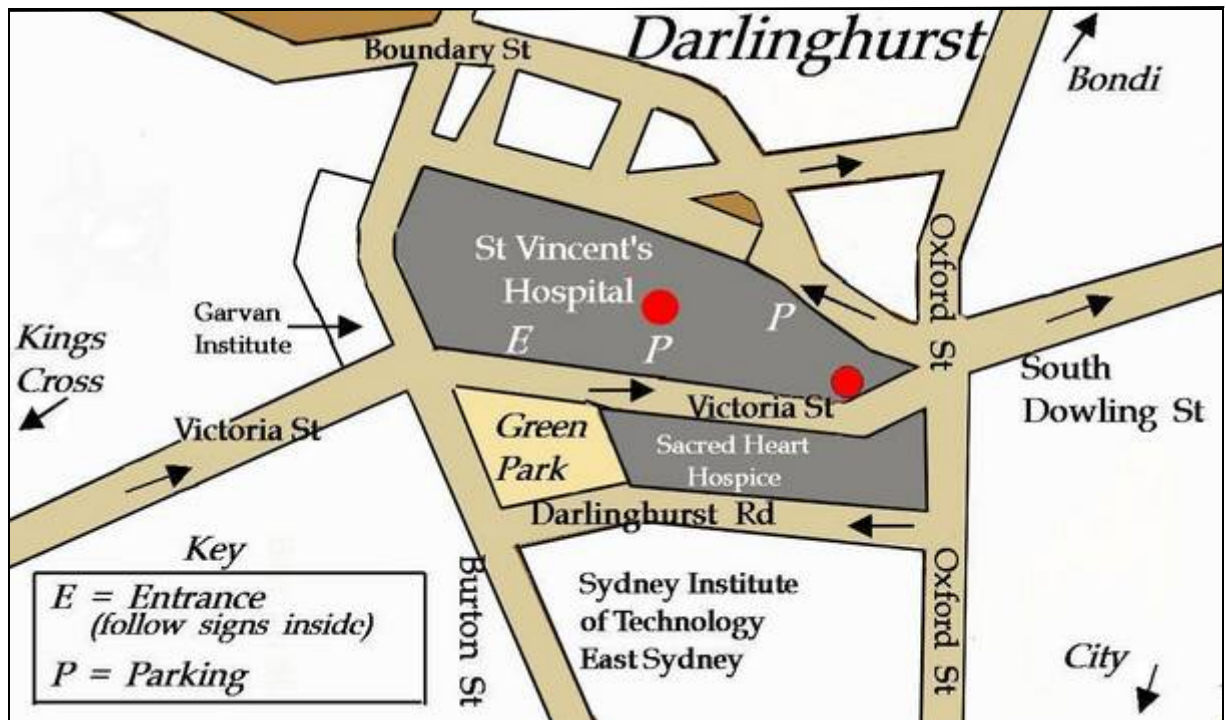 Boundary St
Darlinghurst
Bondi
St Vincent's
Hospital
P
E
P
Oxford St
Garvan
Institute
Kings
Cross
Victoria St
Victoria St
South
Dowling St
Green
Park
Sacred Heart
Hospice
Darlinghurst Rd
Key
E = Entrance
(follow signs inside)
P = Parking
Burton St
Sydney Institute
of Technology
East Sydney
Oxford St
City